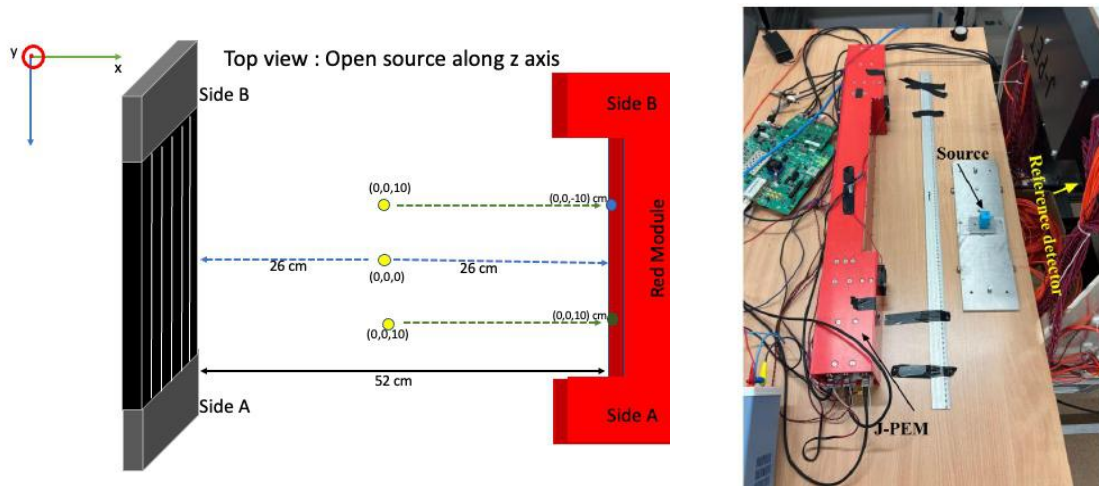 y
x
Top view : Open source along z axis
Side B
Side B
(0,0,10)
(0,0,-10) cm
26 cm
26 cm
(0,0,0)
Red Module
(0,0,10)
(0,0,10) cm
52 cm
Side A
Side A
Source
Reference detector
J-PEM